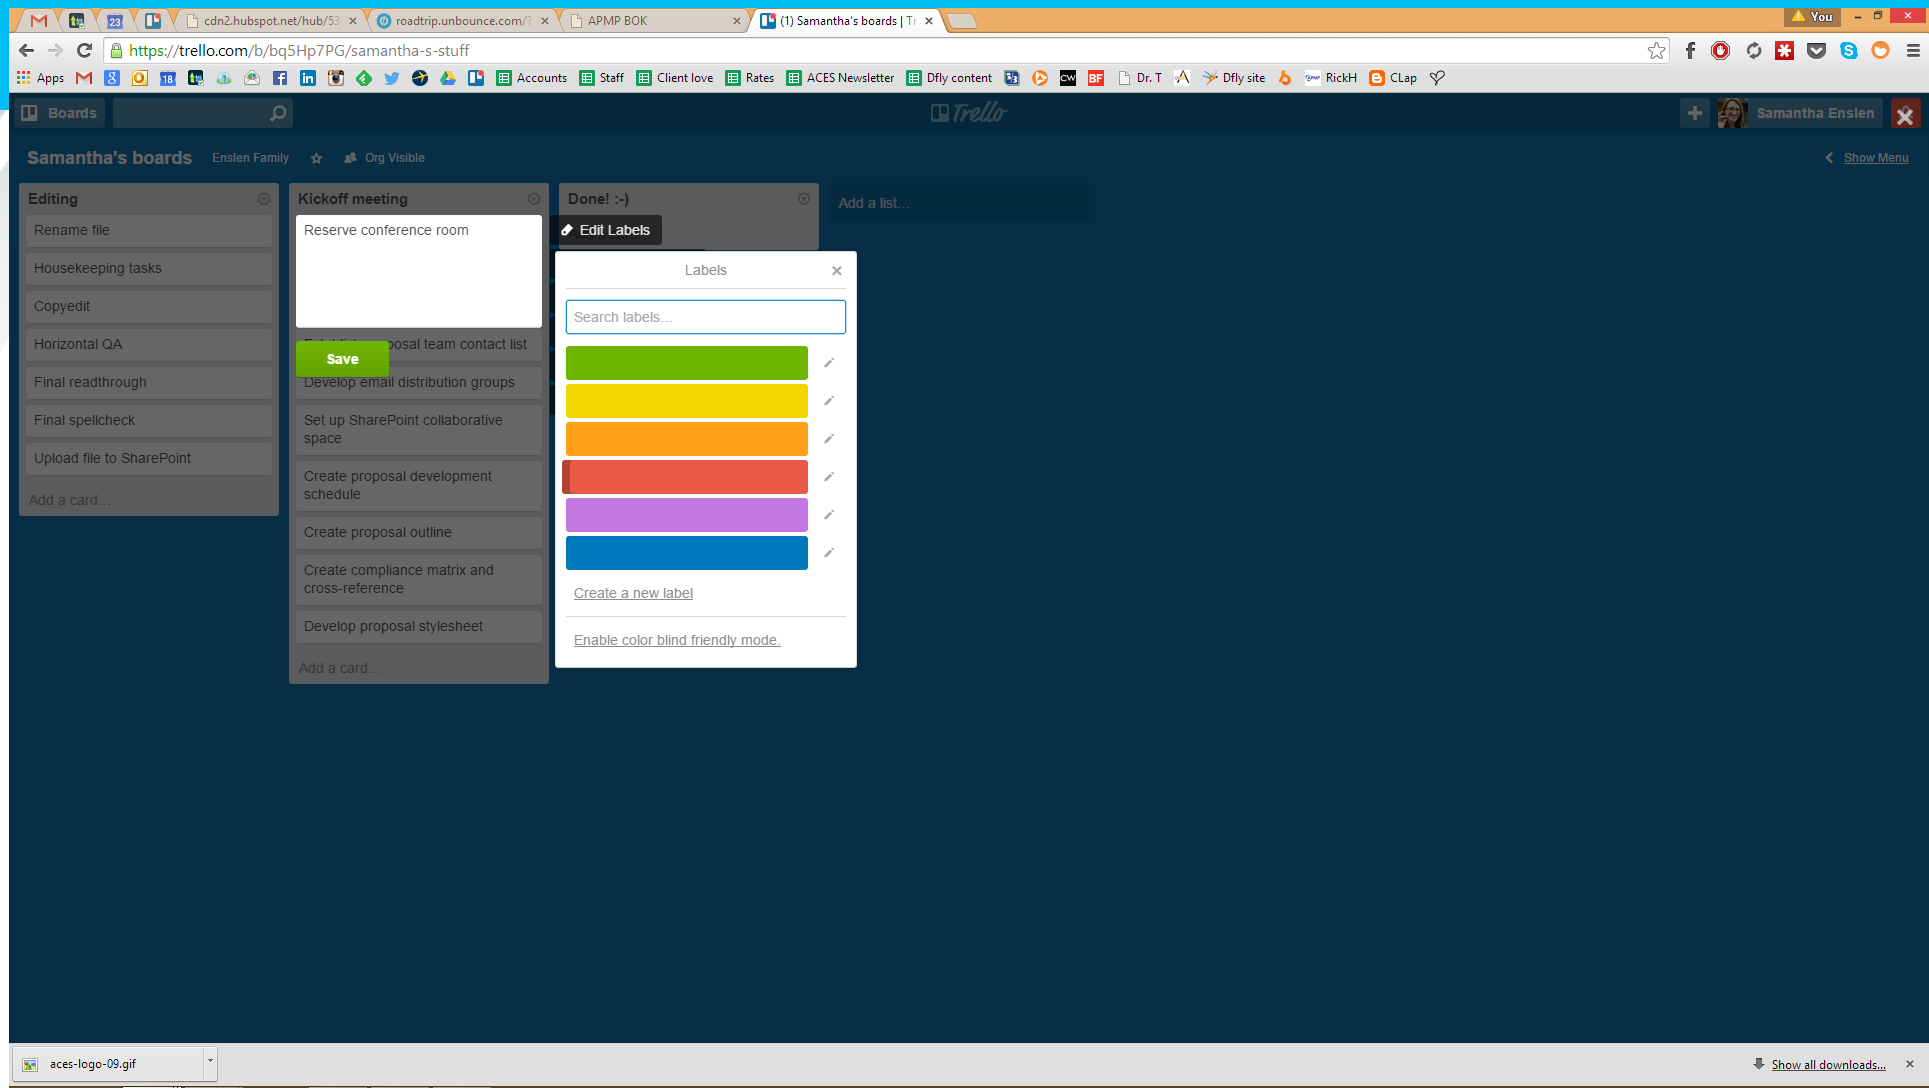 cdn2.hubspot.net/hub/53
roadtrip.unbounce.com/?
APMP BOK
(1) Samantha's boards | Tr
You
https://trello.com/b/bq5Hp7PG/samantha-s-stuff
Apps
Accounts
Staff
Client love
Rates
ACES Newsletter
Dfly content
CW
BF
Dr. T
Dfly site
RickH
CLap
Boards
Trello
Samantha Enslen
Samantha's boards
Enslen Family
Org Visible
Show Menu
Editing
Rename file
Housekeeping tasks
Copyedit
Horizontal QA
Final readthrough
Final spellcheck
Upload file to SharePoint
Add a card…
Kickoff meeting
Reserve conference room
Save
posal team contact list
Develop email distribution groups
Set up SharePoint collaborative
space
Create proposal development
schedule
Create proposal outline
Create compliance matrix and
cross-reference
Develop proposal stylesheet
Add a card…
Done! :-)
Edit Labels
Labels
Search labels…
Create a new label
Enable color blind friendly mode.
Add a list…
aces-logo-09.gif
Show all downloads...